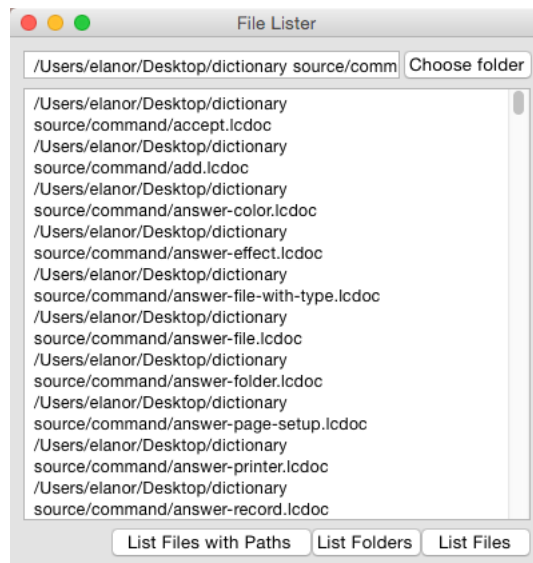 File Lister
/Users/elanor/Desktop/dictionary source/comm Choose folder
/Users/elanor/Desktop/dictionary
source/command/accept.lcdoc
/Users/elanor/Desktop/dictionary
source/command/add.lcdoc
/Users/elanor/Desktop/dictionary
source/command/answer-color.lcdoc
/Users/elanor/Desktop/dictionary
source/command/answer-effect.lcdoc
/Users/elanor/Desktop/dictionary
source/command/answer-file-with-type.lcdoc
/Users/elanor/Desktop/dictionary
source/command/answer-file.lcdoc
/Users/elanor/Desktop/dictionary
source/command/answer-folder.lcdoc
/Users/elanor/Desktop/dictionary
source/command/answer-page-setup.lcdoc
/Users/elanor/Desktop/dictionary
source/command/answer-printer.lcdoc
/Users/elanor/Desktop/dictionary
source/command/answer-record.lcdoc
List Files with Paths List Folders List Files